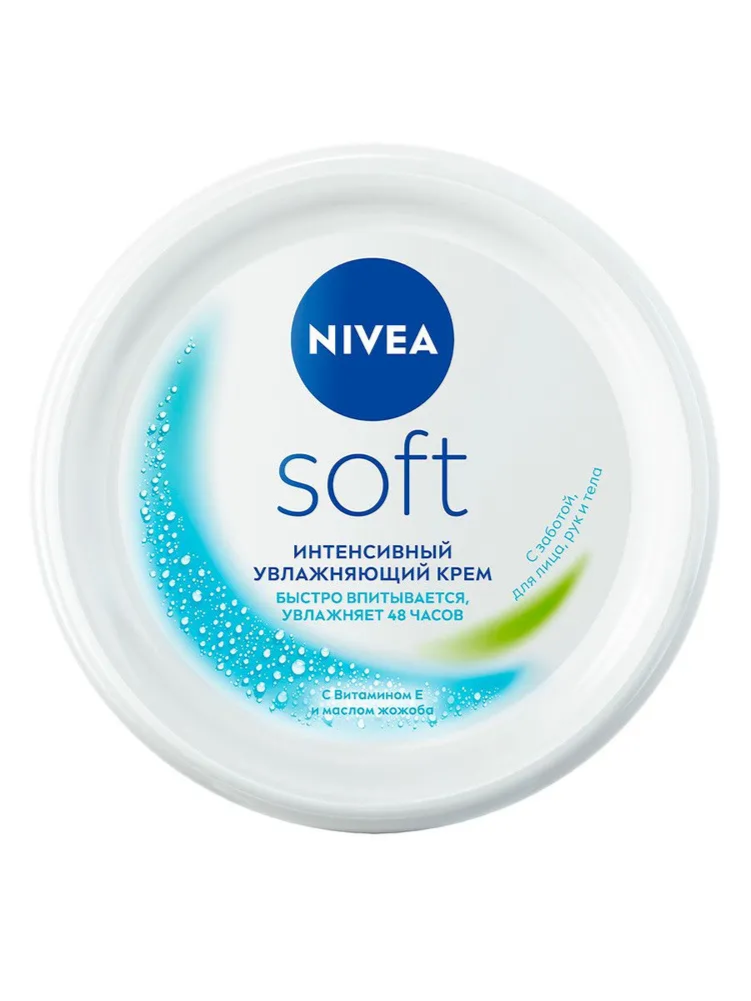 NIVEA
soft
ИНТЕНСИВНЫЙ
УВЛАЖНЯЮЩИЙ КРЕМ
БЫСТРО ВПИТЫВАЕТСЯ,
УВЛАЖНЯЕТ 48 ЧАСОВ
С заботой,
для лица, рук и тела
С Витамином Е
и маслом жожоба